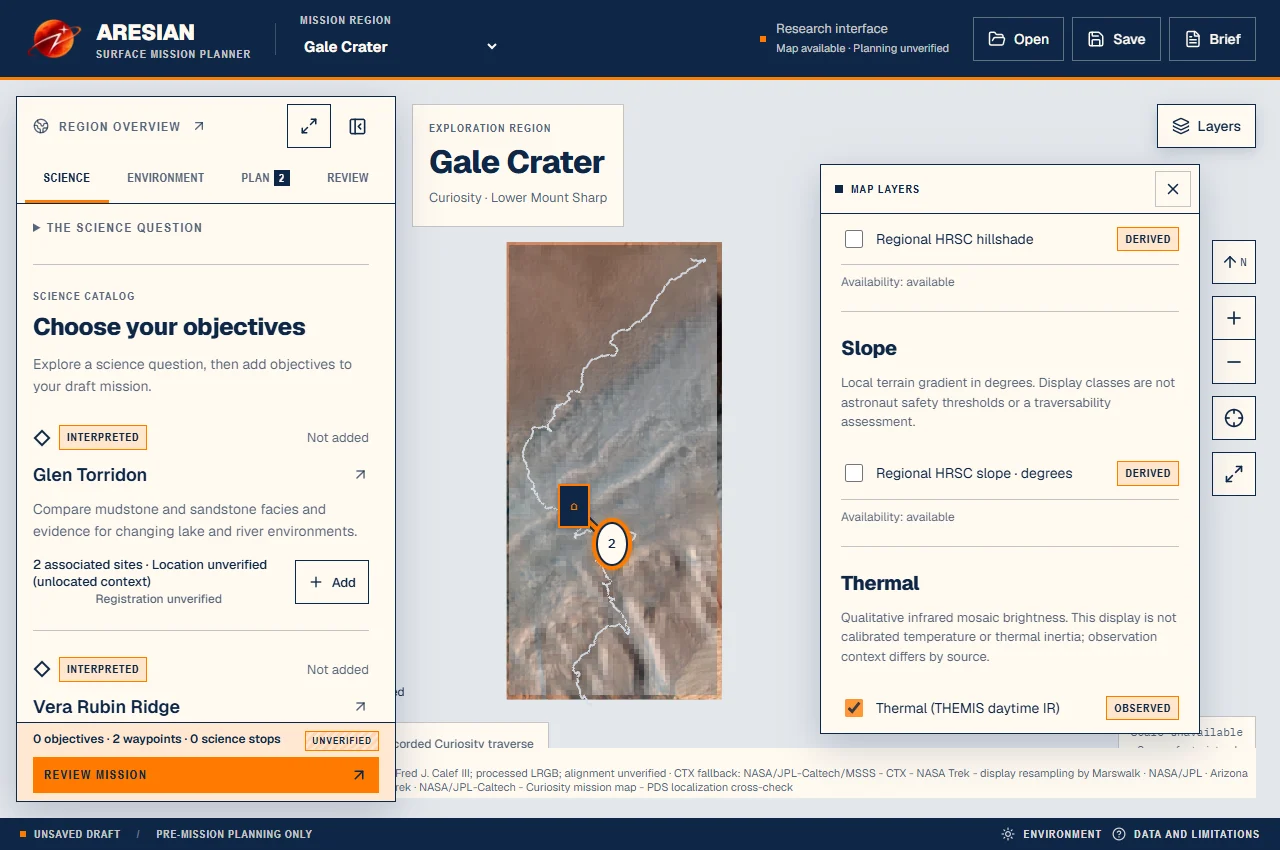 ARESIAN
SURFACE MISSION PLANNER
MISSION REGION
Gale Crater
Research interface
Map available · Planning unverified
Open
Save
Brief
REGION OVERVIEW
SCIENCE
ENVIRONMENT
PLAN 2
REVIEW
THE SCIENCE QUESTION
SCIENCE CATALOG
Choose your objectives
Explore a science question, then add objectives to
your draft mission.
INTERPRETED
Not added
Glen Torridon
Compare mudstone and sandstone facies and
evidence for changing lake and river environments.
2 associated sites · Location unverified
(unlocated context)
Registration unverified
Add
INTERPRETED
Not added
Vera Rubin Ridge
0 objectives · 2 waypoints · 0 science stops
UNVERIFIED
REVIEW MISSION
EXPLORATION REGION
Gale Crater
Curiosity · Lower Mount Sharp
2
Layers
MAP LAYERS
Regional HRSC hillshade
DERIVED
Availability: available
Slope
Local terrain gradient in degrees. Display classes are not
astronaut safety thresholds or a traversability
assessment.
Regional HRSC slope · degrees
DERIVED
Availability: available
Thermal
Qualitative infrared mosaic brightness. This display is not
calibrated temperature or thermal inertia; observation
context differs by source.
Thermal (THEMIS daytime IR)
OBSERVED
N
ed
corded Curiosity traverse
Fred J. Calef III; processed LRGB; alignment unverified · CTX fallback: NASA/JPL-Caltech/MSSS - CTX - NASA Trek - display resampling by Marswalk · NASA/JPL · Arizona
rek · NASA/JPL-Caltech - Curiosity mission map - PDS localization cross-check
UNSAVED DRAFT / PRE-MISSION PLANNING ONLY
ENVIRONMENT
DATA AND LIMITATIONS